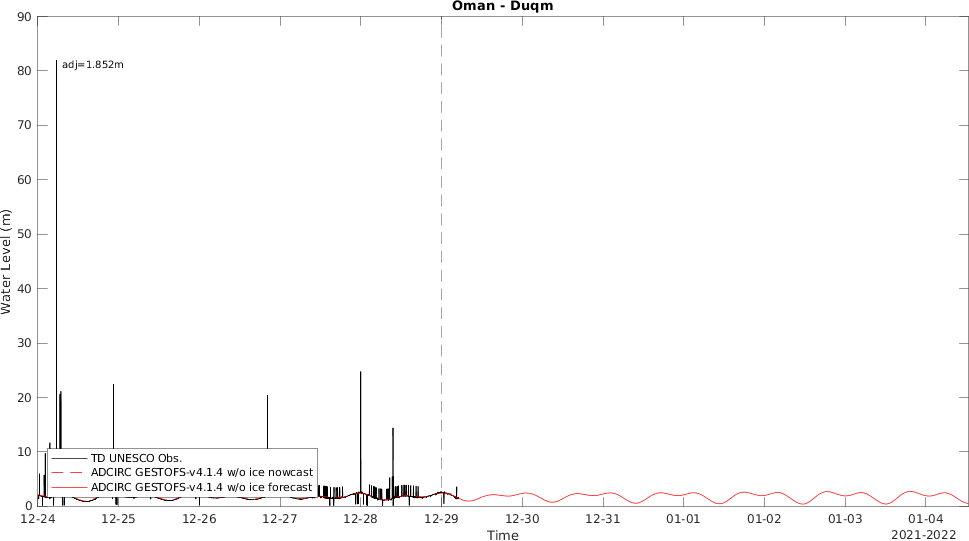 Oman - Duqm
90
80
70
60
50
40
30
20
10
0
Water Level (m)
adj=1.852m
TD UNESCO Obs.
ADCIRC GESTOFS-v4.1.4 w/o ice nowcast
ADCIRC GESTOFS-v4.1.4 w/o ice forecast
12-24 12-25 12-26 12-27 12-28 12-29 12-30 12-31 01-01 01-02 01-03 01-04
Time
2021-2022